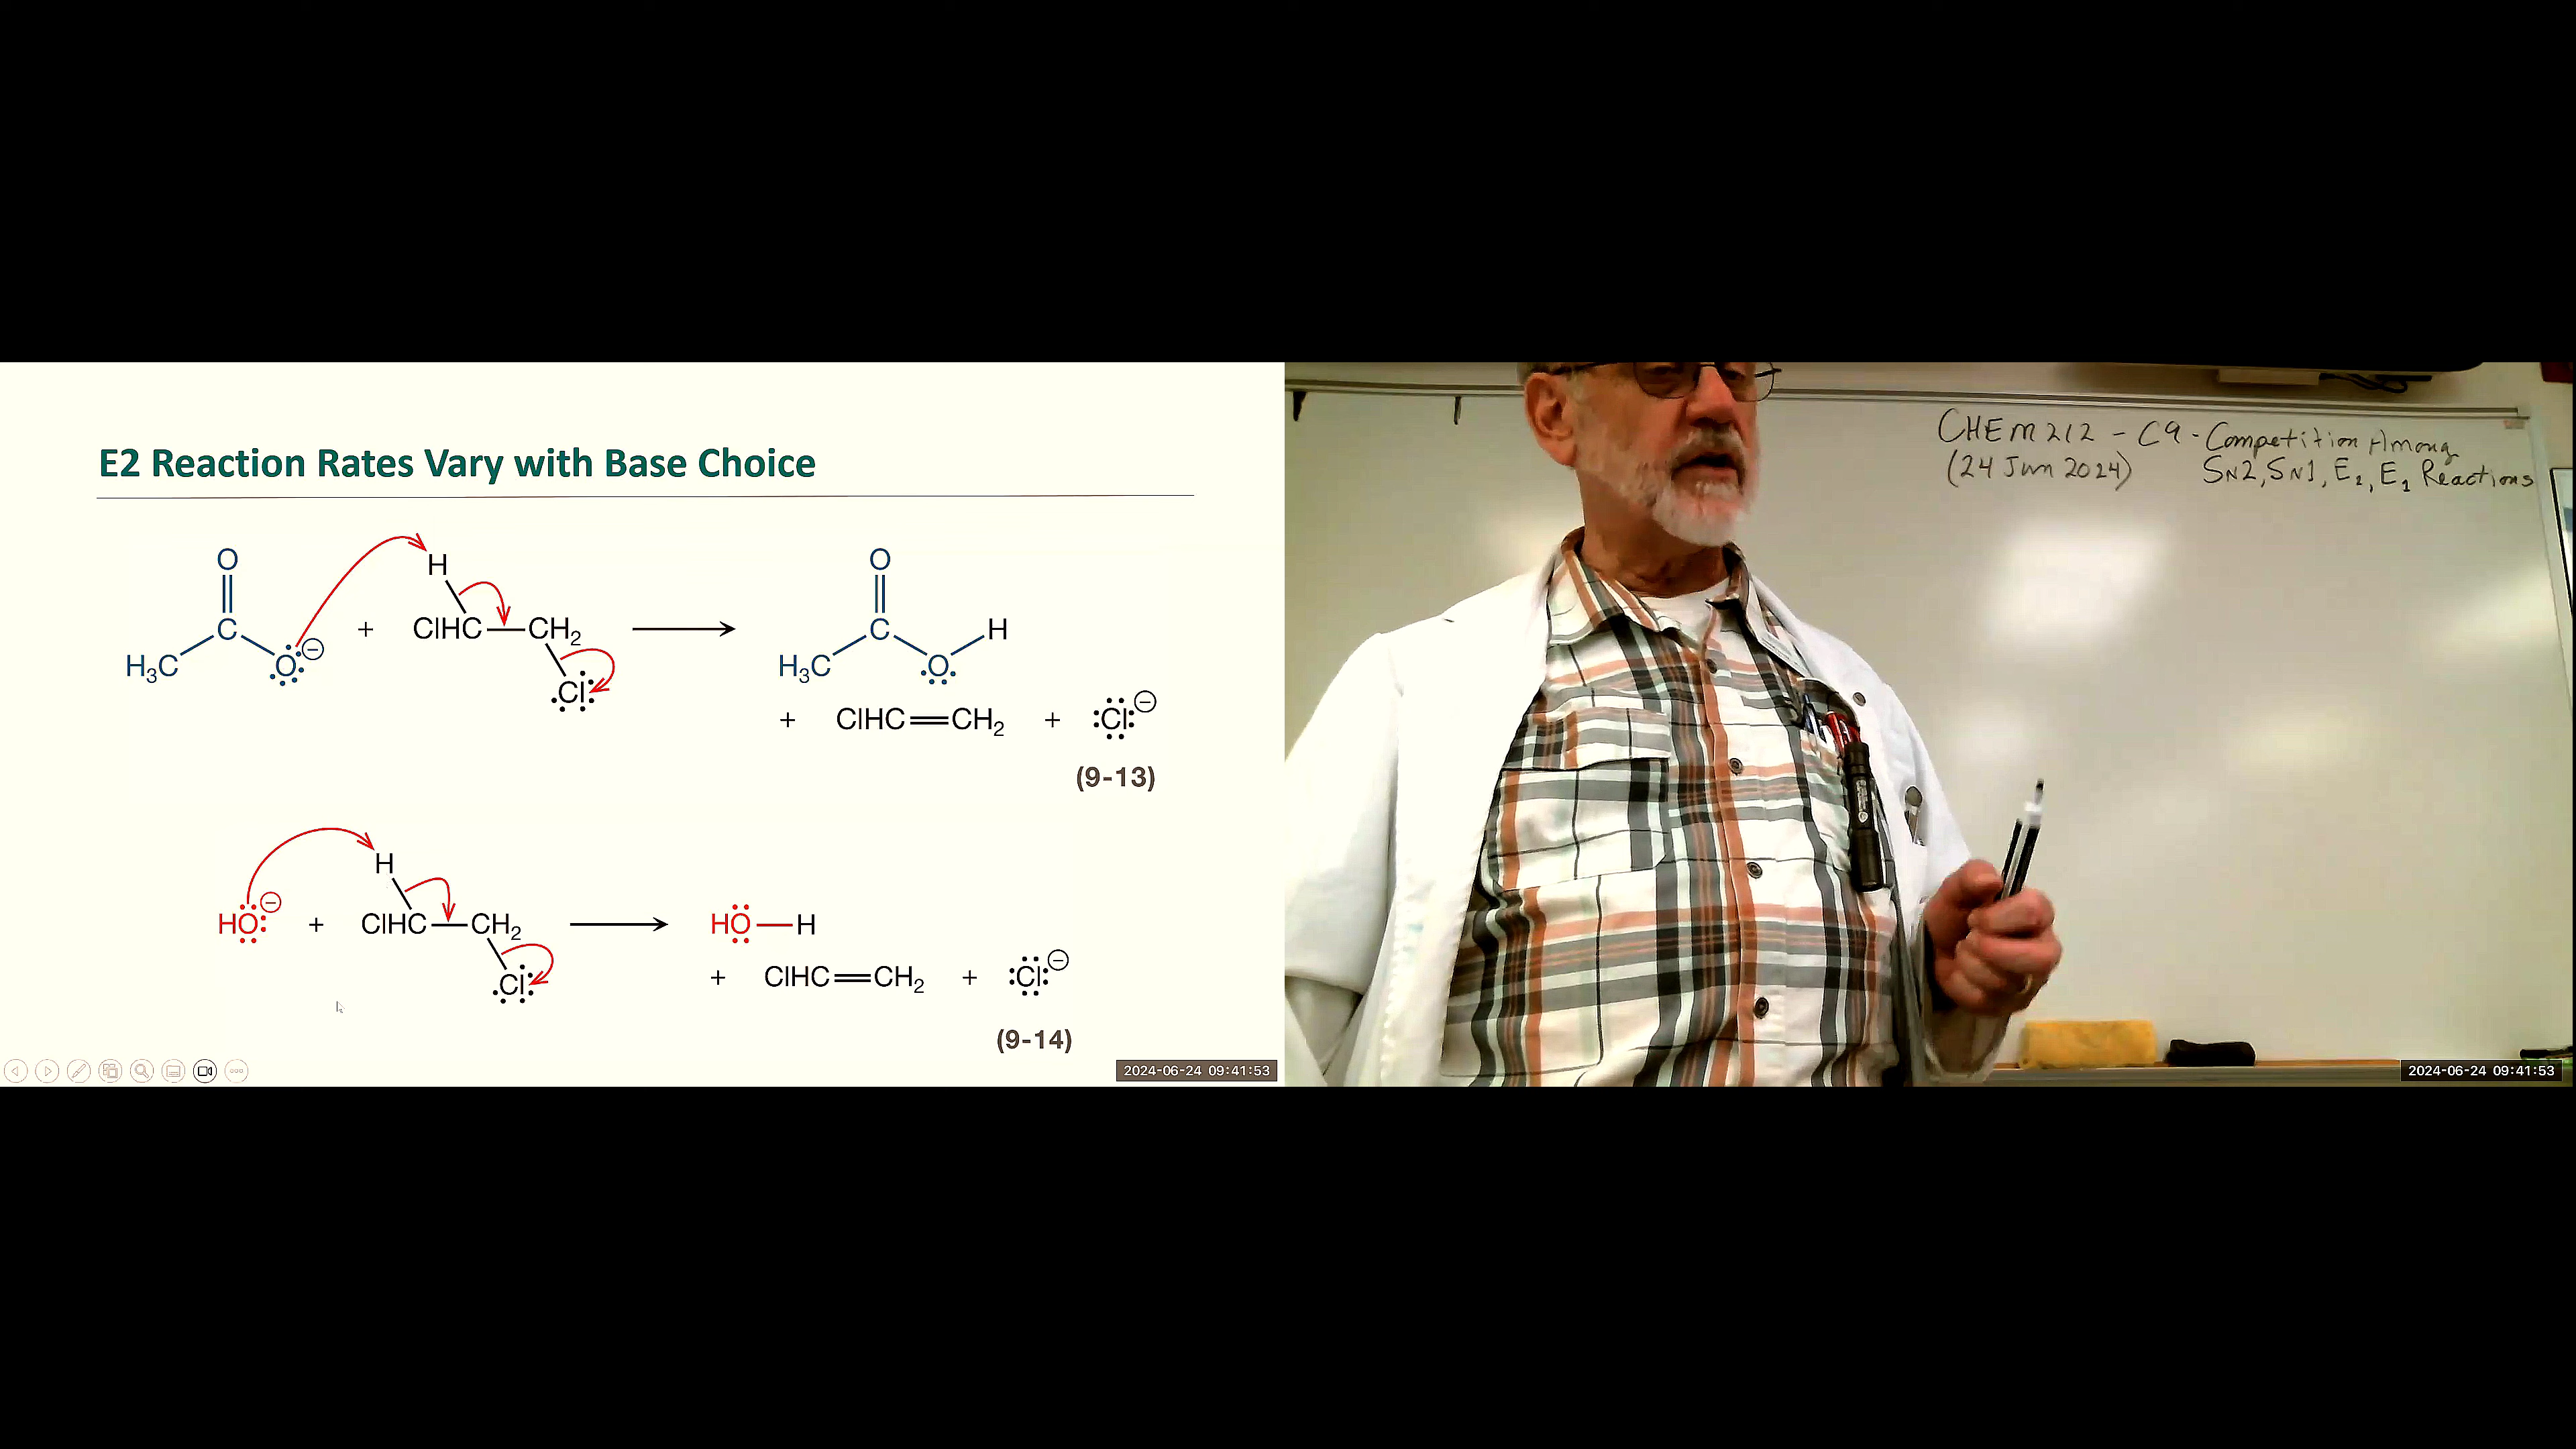 E2 Reaction Rates Vary with Base Choice
O
H
C
O
H₃C
+
ClHC—CH₂
Cl
O
C
H
H₃C
O
+ ClHC=CH₂ + :Cl:⊖
(9-13)
H
HO:⊖ + ClHC—CH₂
Cl
HO—H
+ ClHC=CH₂ + :Cl:⊖
(9-14)
2024-06-24 09:41:53
CHEM 212 - C9 - Competition Among
(24 Jun 2024) SN2, SN1, E2, E1 Reactions
2024-06-24 09:41:53